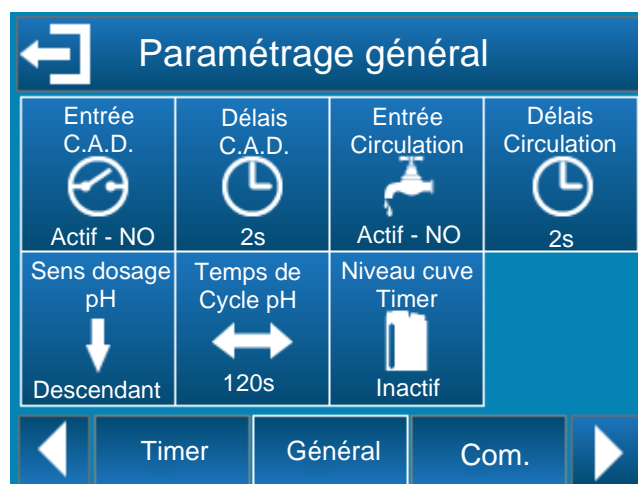 Paramétrage général
Entrée
C.A.D.
Actif - NO
Délais
C.A.D.
2s
Entrée
Circulation
Actif - NO
Délais
Circulation
2s
Sens dosage
pH
Descendant
Temps de
Cycle pH
120s
Niveau cuve
Timer
Inactif
Timer
Général
Com.